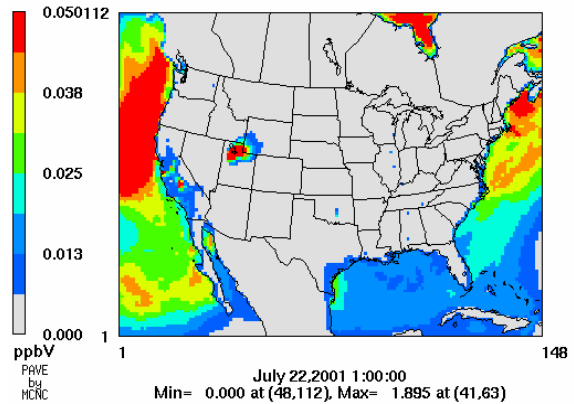 0.050112
0.038
0.025
0.013
0.000
ppbV
PAVE
by
MCNC
112
1
1
148
July 22,2001 1:00:00
Min= 0.000 at (48,112), Max= 1.895 at (41,63)